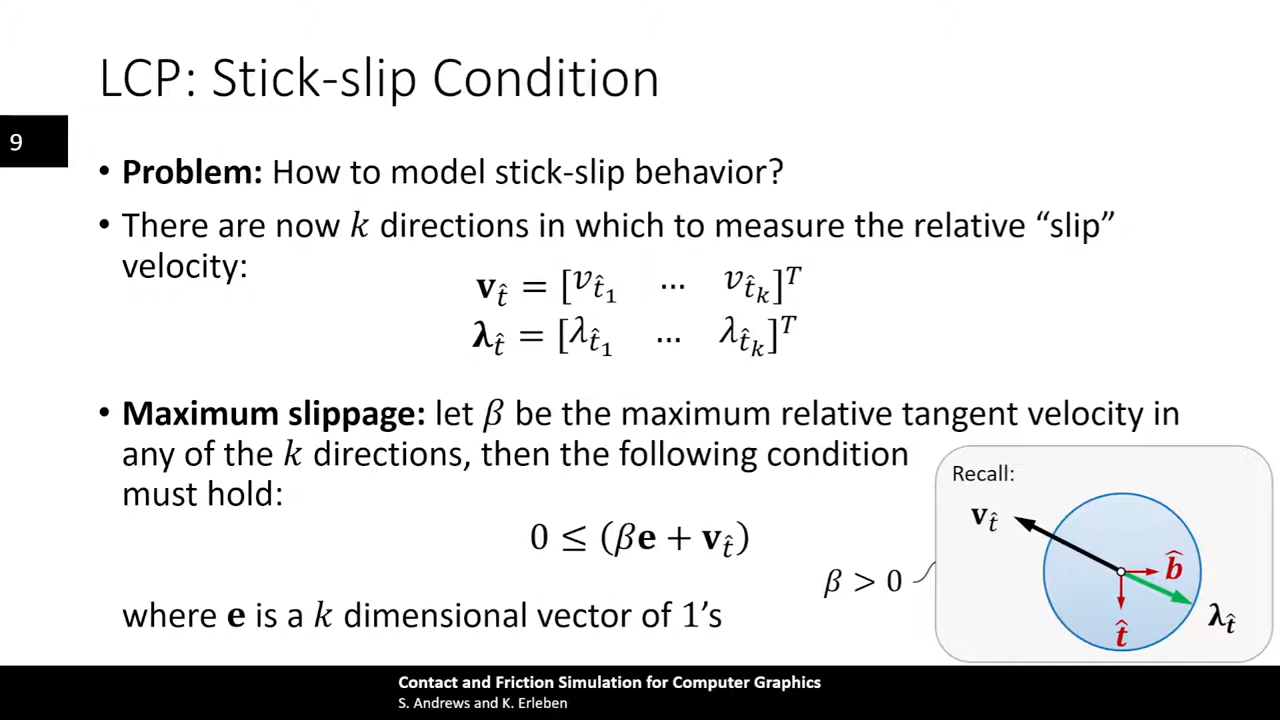 LCP: Stick-slip Condition
9
• Problem: How to model stick-slip behavior?
• There are now 𝑘 directions in which to measure the relative “slip”
velocity:
𝐯_t̂ = [𝑣_t̂₁ … 𝑣_t̂ₖ]ᵀ
𝛌_t̂ = [𝜆_t̂₁ … 𝜆_t̂ₖ]ᵀ
• Maximum slippage: let 𝛽 be the maximum relative tangent velocity in
any of the 𝑘 directions, then the following condition
must hold:
0 ≤ (𝛽𝐞 + 𝐯_t̂)
where 𝐞 is a 𝑘 dimensional vector of 1’s
𝛽 > 0
Recall:
𝐯_t̂
b̂
t̂
𝛌_t̂
Contact and Friction Simulation for Computer Graphics
S. Andrews and K. Erleben